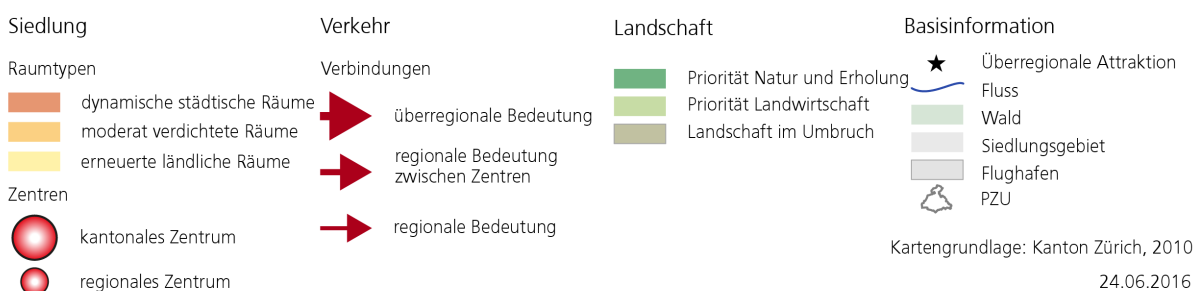 Siedlung
Raumtypen
dynamische städtische Räume
moderat verdichtete Räume
erneuerte ländliche Räume
Zentren
kantonales Zentrum
regionales Zentrum
Verkehr
Verbindungen
überregionale Bedeutung
regionale Bedeutung
zwischen Zentren
regionale Bedeutung
Landschaft
Priorität Natur und Erholung
Priorität Landwirtschaft
Landschaft im Umbruch
Basisinformation
Überregionale Attraktion
Fluss
Wald
Siedlungsgebiet
Flughafen
PZU
Kartengrundlage: Kanton Zürich, 2010
24.06.2016